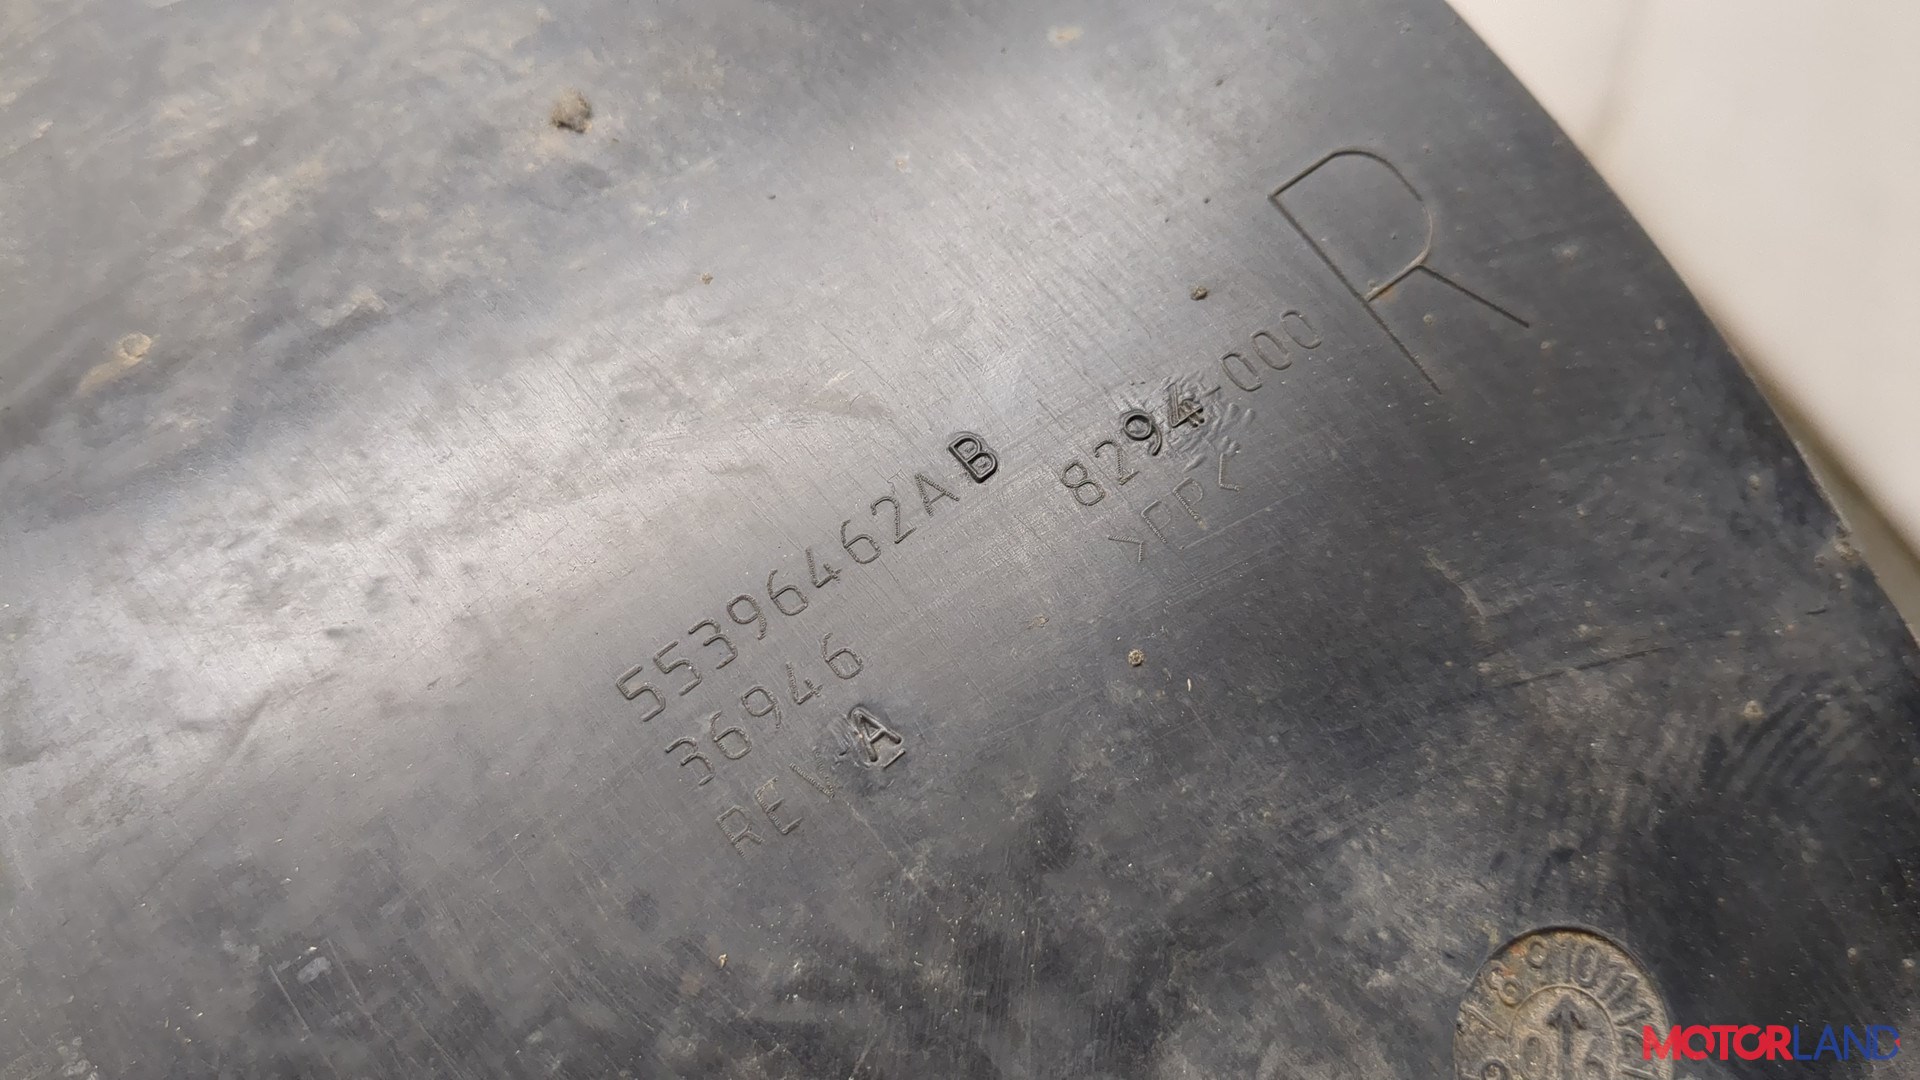 R
55396462AB 8294-000
36946 >PP<
REV A
MOTORLAND